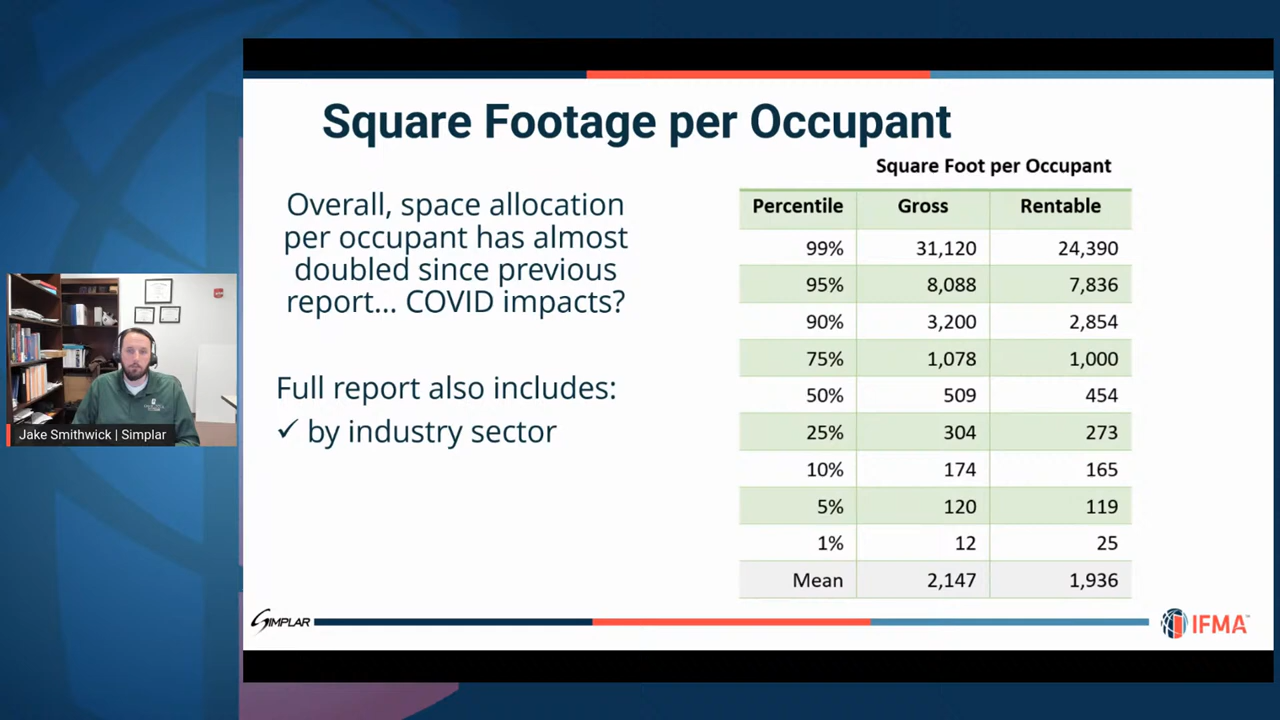 Square Footage per Occupant
Overall, space allocation
per occupant has almost
doubled since previous
report... COVID impacts?
Full report also includes:
✓ by industry sector
Square Foot per Occupant
Percentile Gross Rentable
99% 31,120 24,390
95% 8,088 7,836
90% 3,200 2,854
75% 1,078 1,000
50% 509 454
25% 304 273
10% 174 165
5% 120 119
1% 12 25
Mean 2,147 1,936
Jake Smithwick | Simplar
SIMPLAR
IFMA™